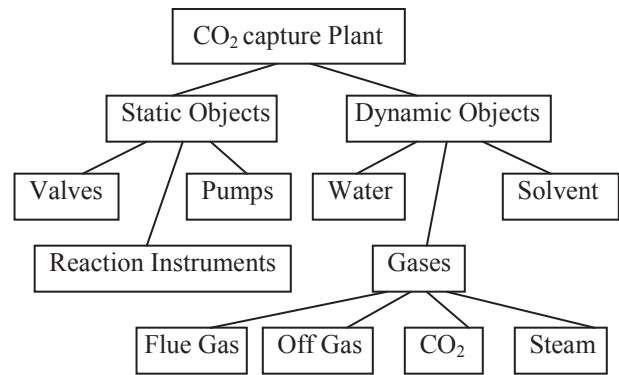 CO₂ capture Plant
Static Objects
Dynamic Objects
Valves
Pumps
Water
Solvent
Reaction Instruments
Gases
Flue Gas
Off Gas
CO₂
Steam